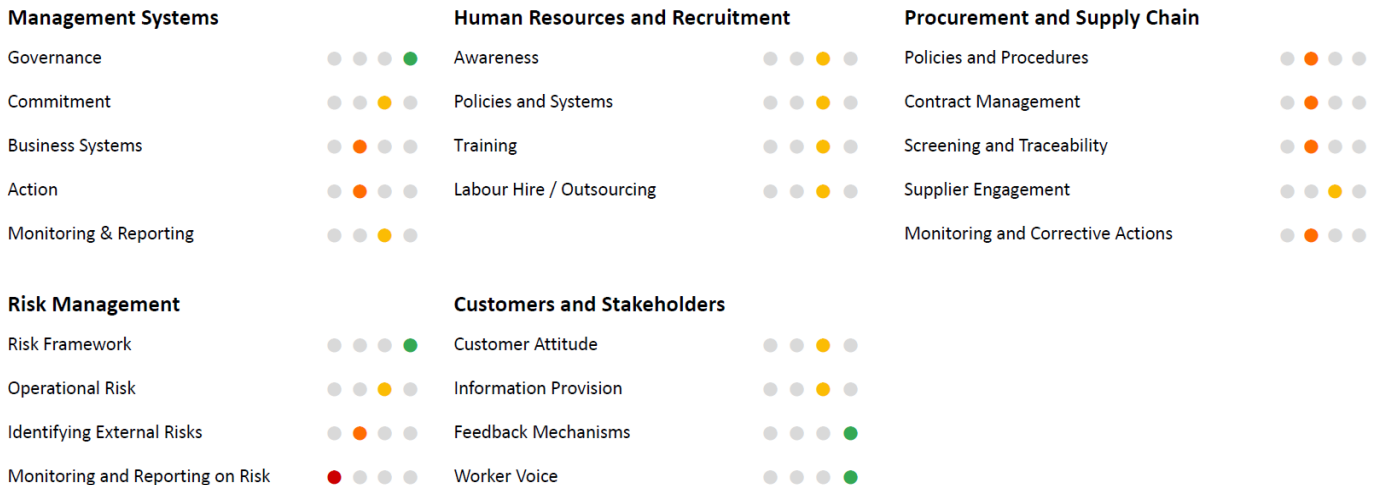 Management Systems
Governance
Commitment
Business Systems
Action
Monitoring & Reporting
Human Resources and Recruitment
Awareness
Policies and Systems
Training
Labour Hire / Outsourcing
Procurement and Supply Chain
Policies and Procedures
Contract Management
Screening and Traceability
Supplier Engagement
Monitoring and Corrective Actions
Risk Management
Risk Framework
Operational Risk
Identifying External Risks
Monitoring and Reporting on Risk
Customers and Stakeholders
Customer Attitude
Information Provision
Feedback Mechanisms
Worker Voice